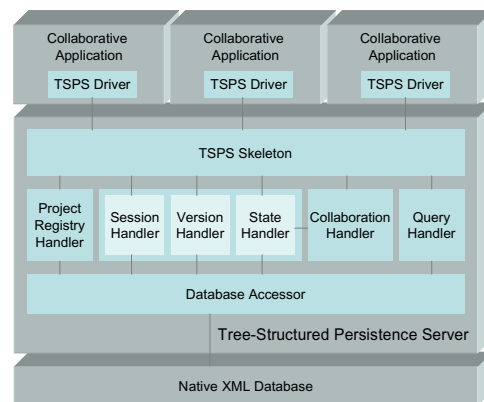 Collaborative Application
TSPS Driver
Collaborative Application
TSPS Driver
Collaborative Application
TSPS Driver
TSPS Skeleton
Project
Registry
Handler
Session
Handler
Version
Handler
State
Handler
Collaboration
Handler
Query
Handler
Database Accessor
Tree-Structured Persistence Server
Native XML Database